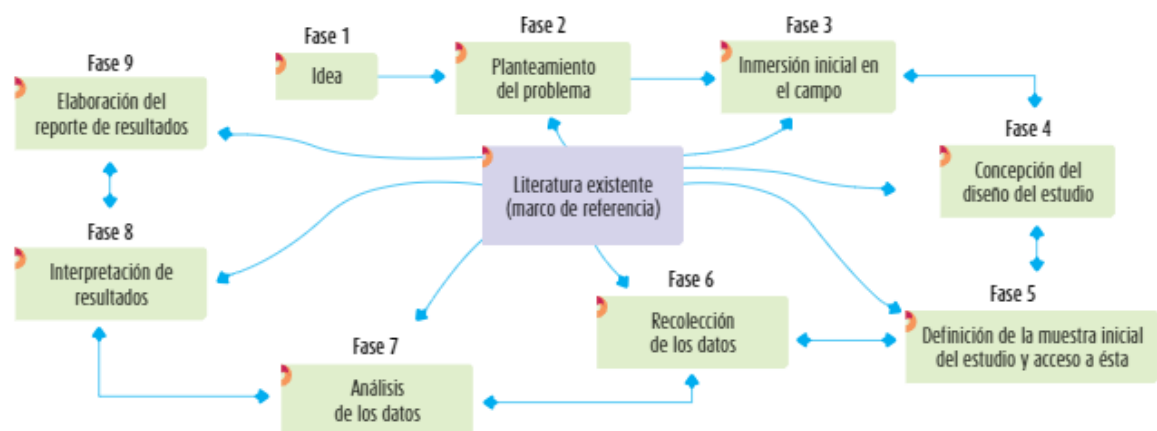 Fase 1
Idea
Fase 2
Planteamiento
del problema
Fase 3
Inmersión inicial en
el campo
Fase 4
Concepción del
diseño del estudio
Fase 5
Definición de la muestra inicial
del estudio y acceso a ésta
Fase 6
Recolección
de los datos
Fase 7
Análisis
de los datos
Fase 8
Interpretación de
resultados
Fase 9
Elaboración del
reporte de resultados
Literatura existente
(marco de referencia)